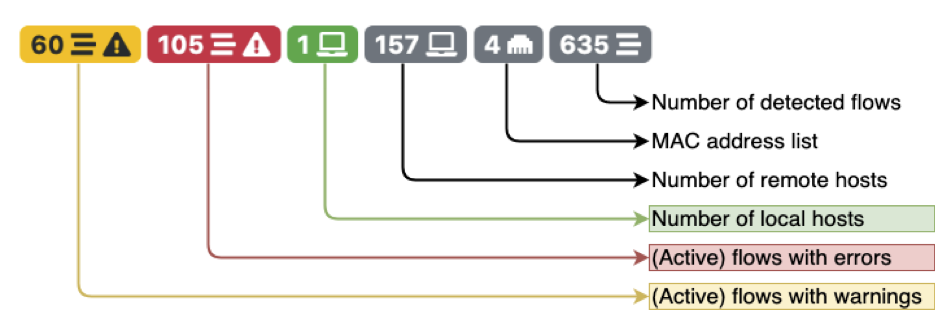 60 105 1 157 4 635
Number of detected flows
MAC address list
Number of remote hosts
Number of local hosts
(Active) flows with errors
(Active) flows with warnings